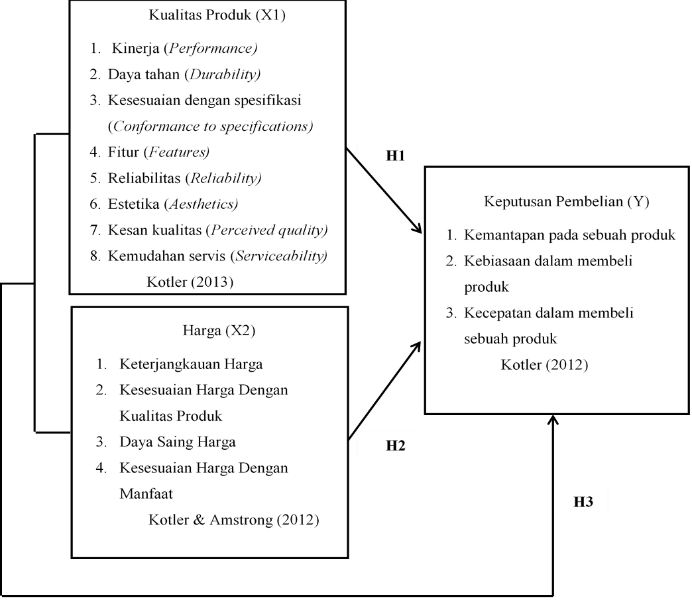 Kualitas Produk (X1)
1. Kinerja (Performance)
2. Daya tahan (Durability)
3. Kesesuaian dengan spesifikasi
(Conformance to specifications)
4. Fitur (Features)
5. Reliabilitas (Reliability)
6. Estetika (Aesthetics)
7. Kesan kualitas (Perceived quality)
8. Kemudahan servis (Serviceability)
Kotler (2013)
H1
Harga (X2)
1. Keterjangkauan Harga
2. Kesesuaian Harga Dengan
Kualitas Produk
3. Daya Saing Harga
4. Kesesuaian Harga Dengan
Manfaat
Kotler & Amstrong (2012)
H2
Keputusan Pembelian (Y)
1. Kemantapan pada sebuah produk
2. Kebiasaan dalam membeli
produk
3. Kecepatan dalam membeli
sebuah produk
Kotler (2012)
H3